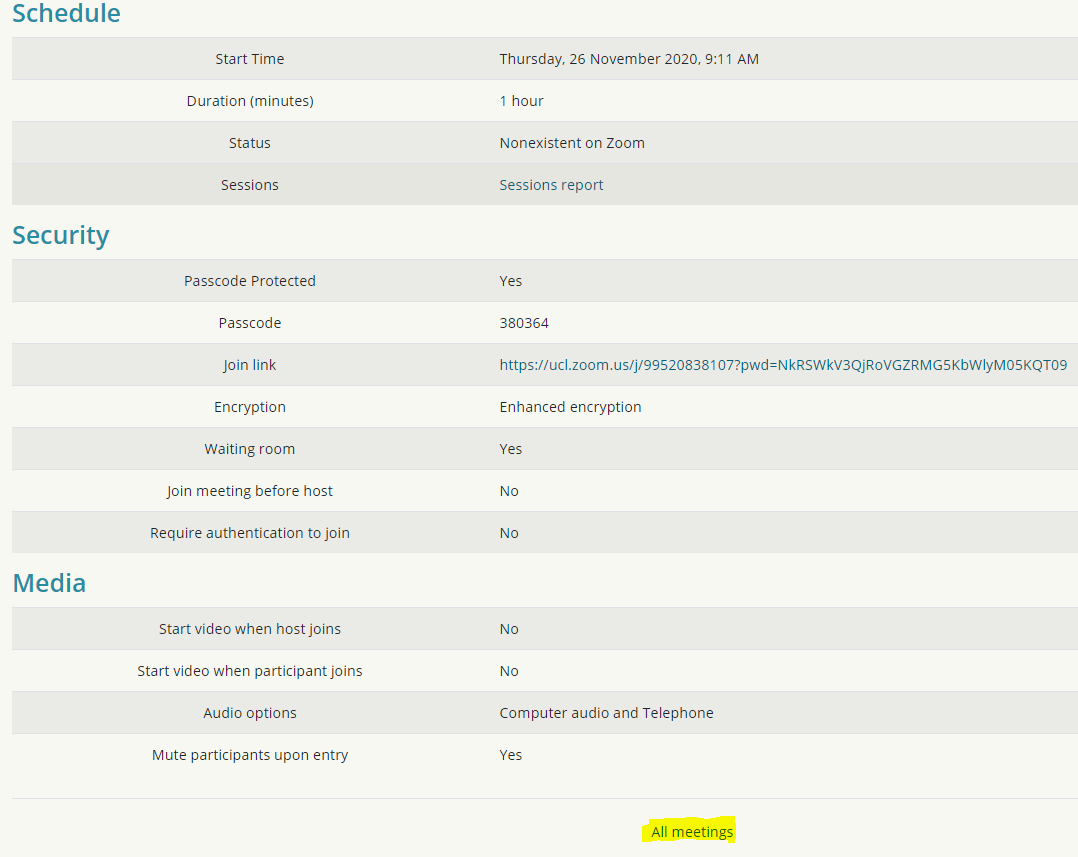 Schedule
Start Time Thursday, 26 November 2020, 9:11 AM
Duration (minutes) 1 hour
Status Nonexistent on Zoom
Sessions Sessions report
Security
Passcode Protected Yes
Passcode 380364
Join link https://ucl.zoom.us/j/99520838107?pwd=NkRSWkV3QjRoVGZRMG5KbWlyM05KQT09
Encryption Enhanced encryption
Waiting room Yes
Join meeting before host No
Require authentication to join No
Media
Start video when host joins No
Start video when participant joins No
Audio options Computer audio and Telephone
Mute participants upon entry Yes
All meetings